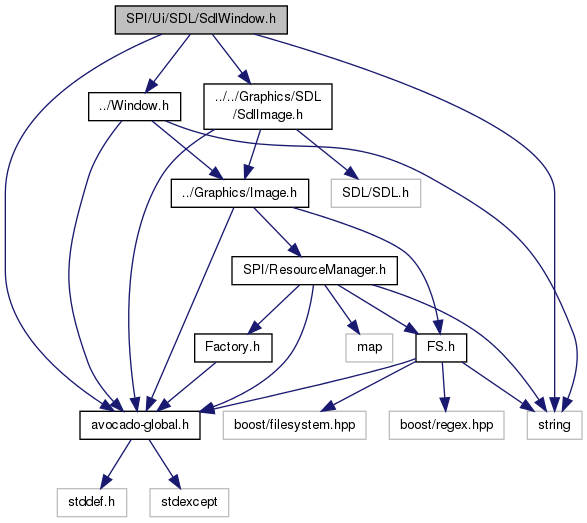 SPI/Ui/SDL/SdlWindow.h
../Window.h
../../Graphics/SDL
/SdlImage.h
../Graphics/Image.h
SDL/SDL.h
SPI/ResourceManager.h
Factory.h
map
FS.h
avocado-global.h
boost/filesystem.hpp
boost/regex.hpp
string
stddef.h
stdexcept